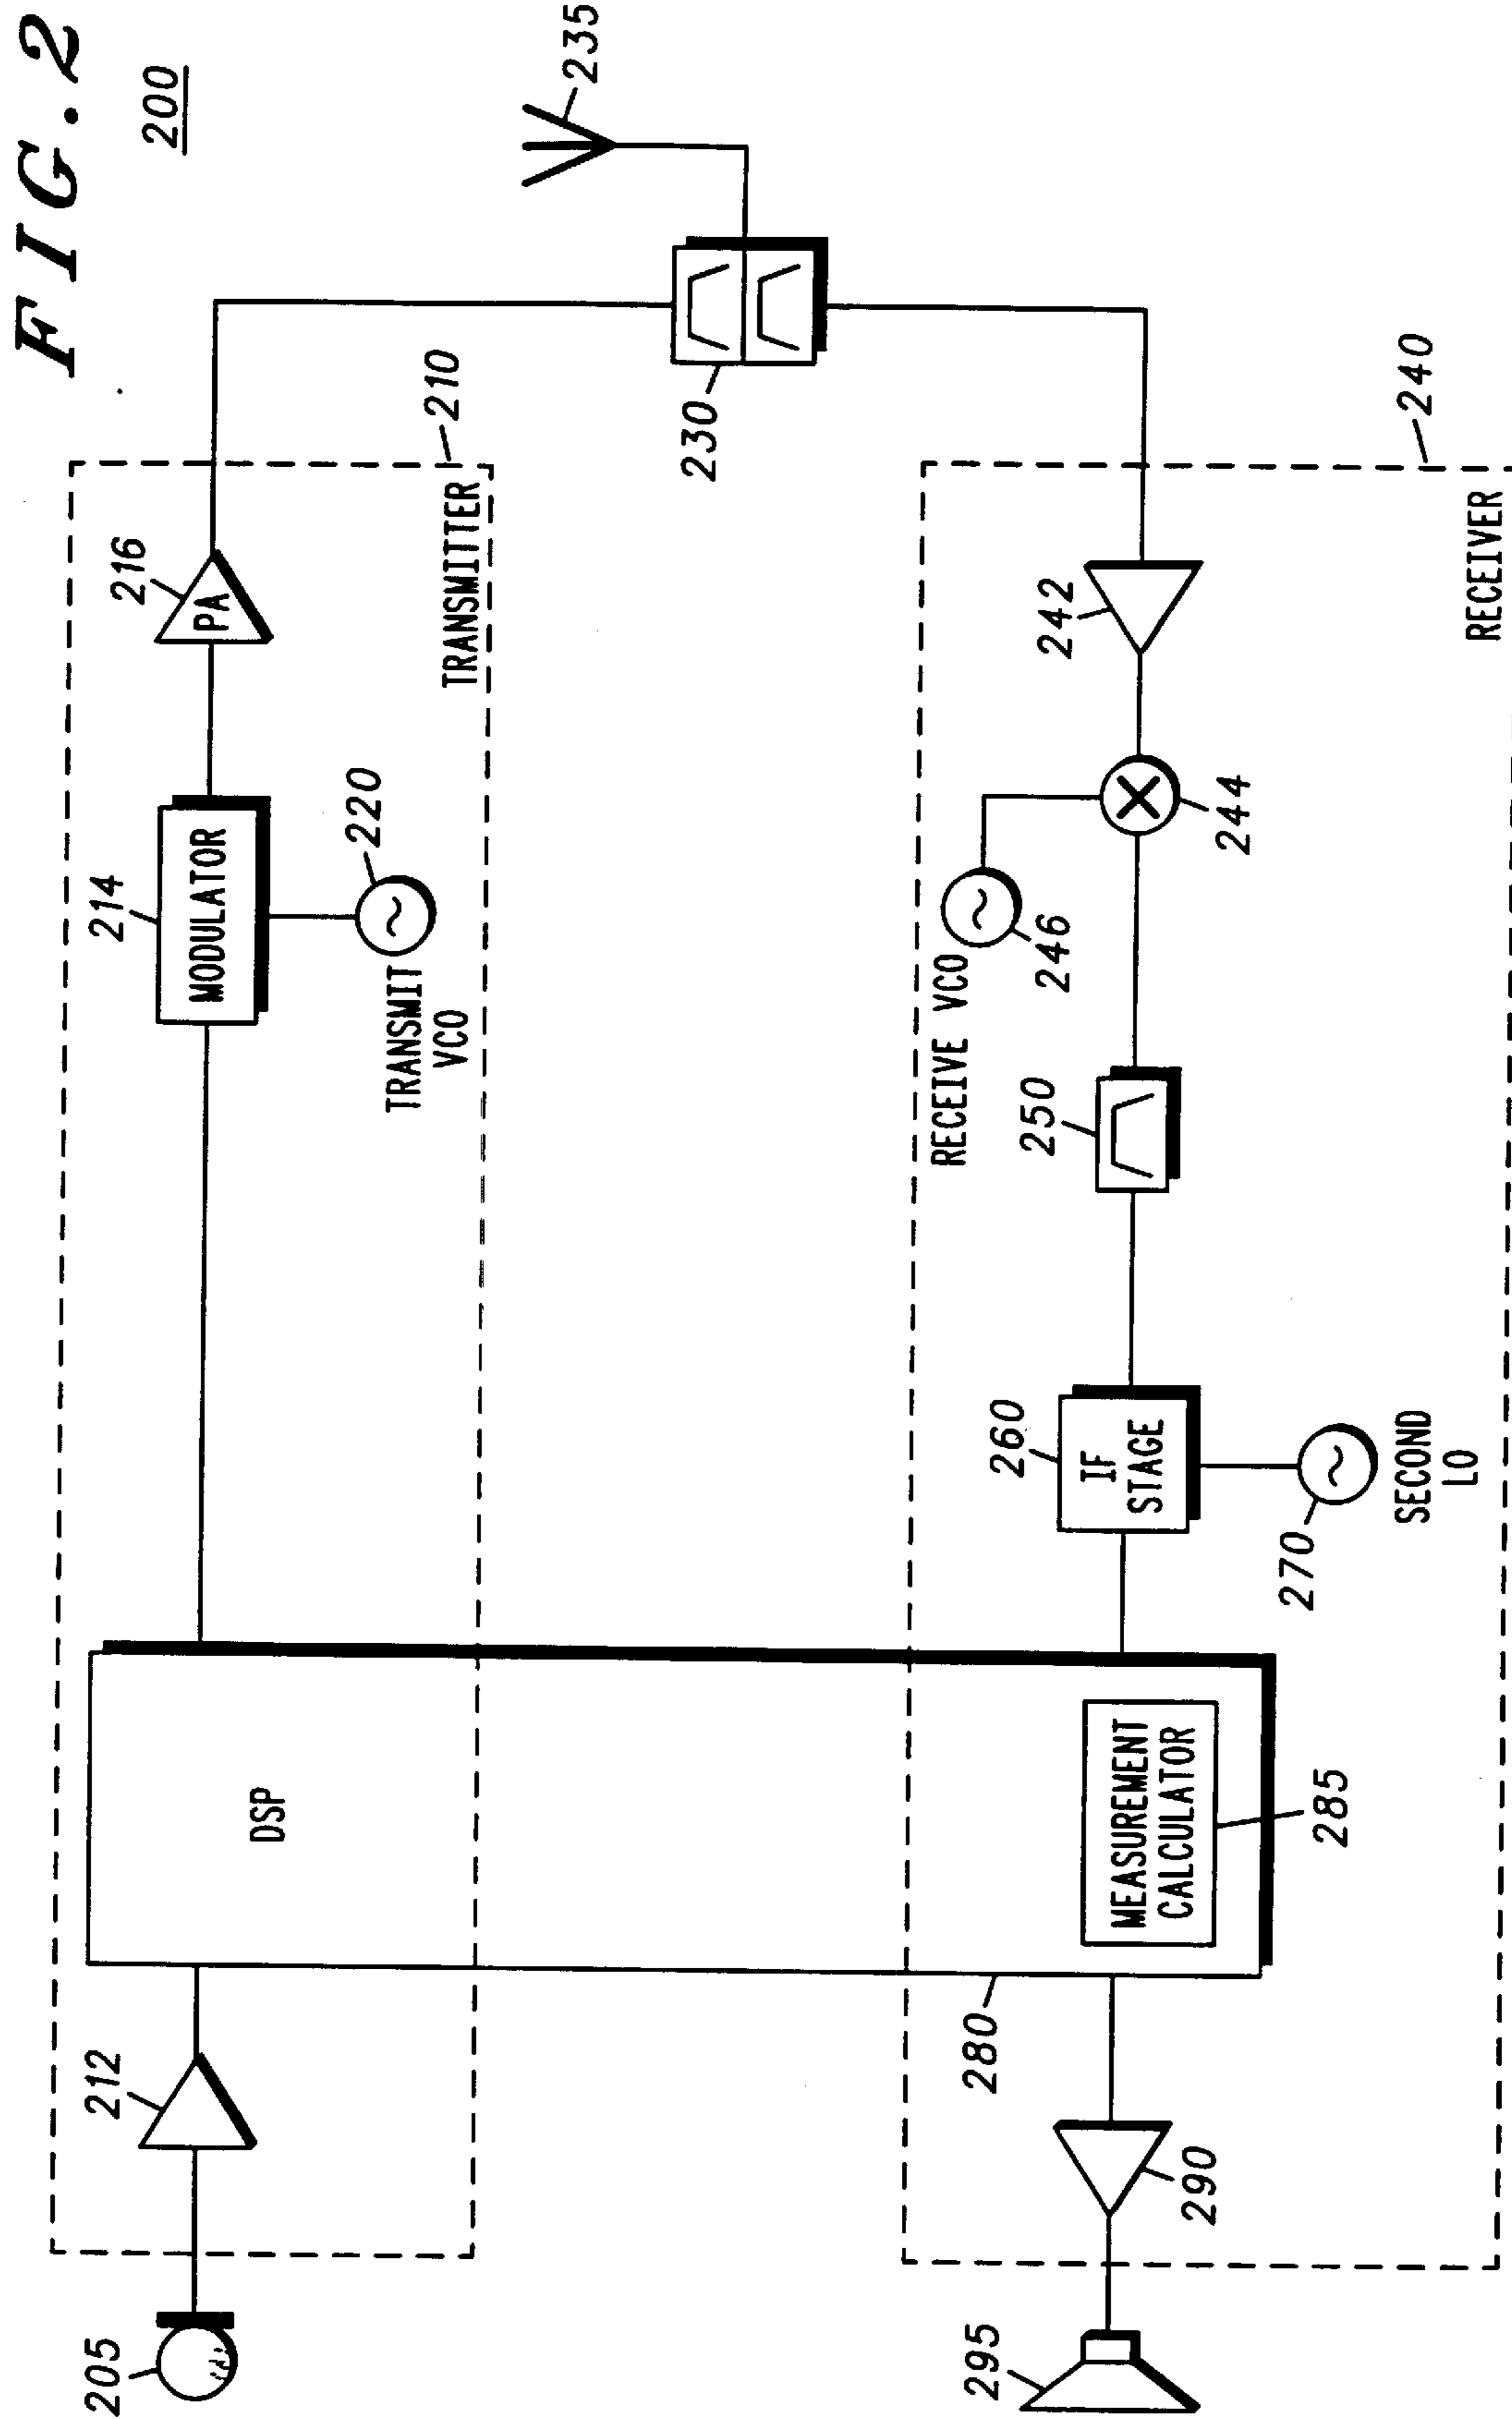 FIG. 2
200
205
212
DSP
214
MODULATOR
220
TRANSMIT
VCO
216
PA
TRANSMITTER
210
235
230
280
MEASUREMENT
CALCULATOR
285
290
295
260
IF
STAGE
270
SECOND
LO
250
RECEIVE VCO
246
244
242
RECEIVER
240